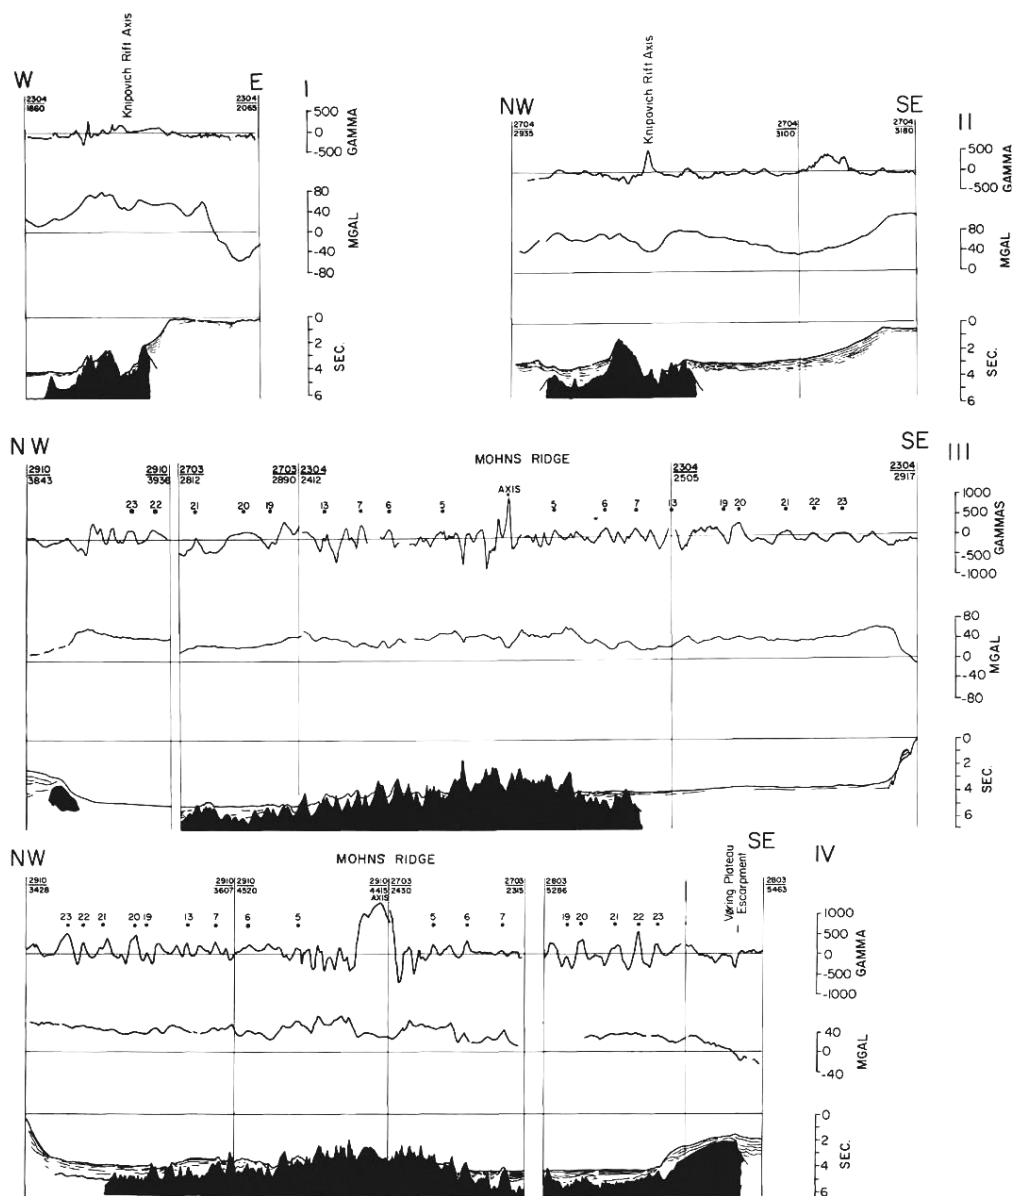 Knipovich Rift Axis
W
E
I
2304
1860
2304
2065
500
0
-500
GAMMA
80
40
0
-40
-80
MGAL
0
2
4
6
SEC.
Knipovich Rift Axis
NW
SE
II
2704
2935
2704
3100
2704
3180
500
0
-500
GAMMA
80
40
0
MGAL
0
2
4
6
SEC.
NW
MOHNS RIDGE
SE
III
2910
3843
2910
3936
2703
2812
2703
2890
2304
2412
2304
2505
2304
2917
AXIS
23 22 21 20 19 13 7 6 5 5 6 7 13 19 20 21 22 23
1000
500
0
-500
-1000
GAMMAS
80
40
0
-40
-80
MGAL
0
2
4
6
SEC.
NW
MOHNS RIDGE
SE
IV
Vøring Plateau
Escarpment
2910
3428
2910
3607
2910
4520
2910
4415
AXIS
2703
2430
2703
2315
2803
5286
2803
5463
23 22 21 20 19 13 7 6 5 5 6 7 19 20 21 22 23
1000
500
0
-500
-1000
GAMMA
40
0
-40
MGAL
0
2
4
6
SEC.